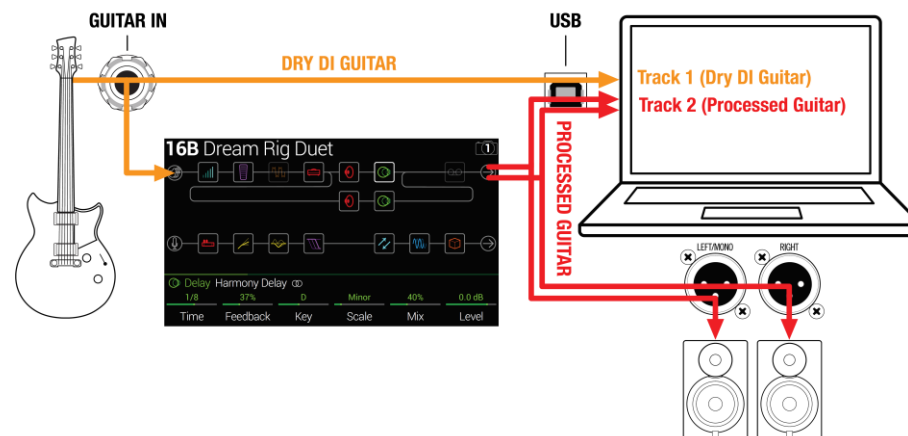 GUITAR IN
USB
DRY DI GUITAR
Track 1 (Dry DI Guitar)
Track 2 (Processed Guitar)
PROCESSED GUITAR
16B Dream Rig Duet
1
Delay Harmony Delay
1/8 37% D Minor 40% 0.0 dB
Time Feedback Key Scale Mix Level
LEFT/MONO RIGHT